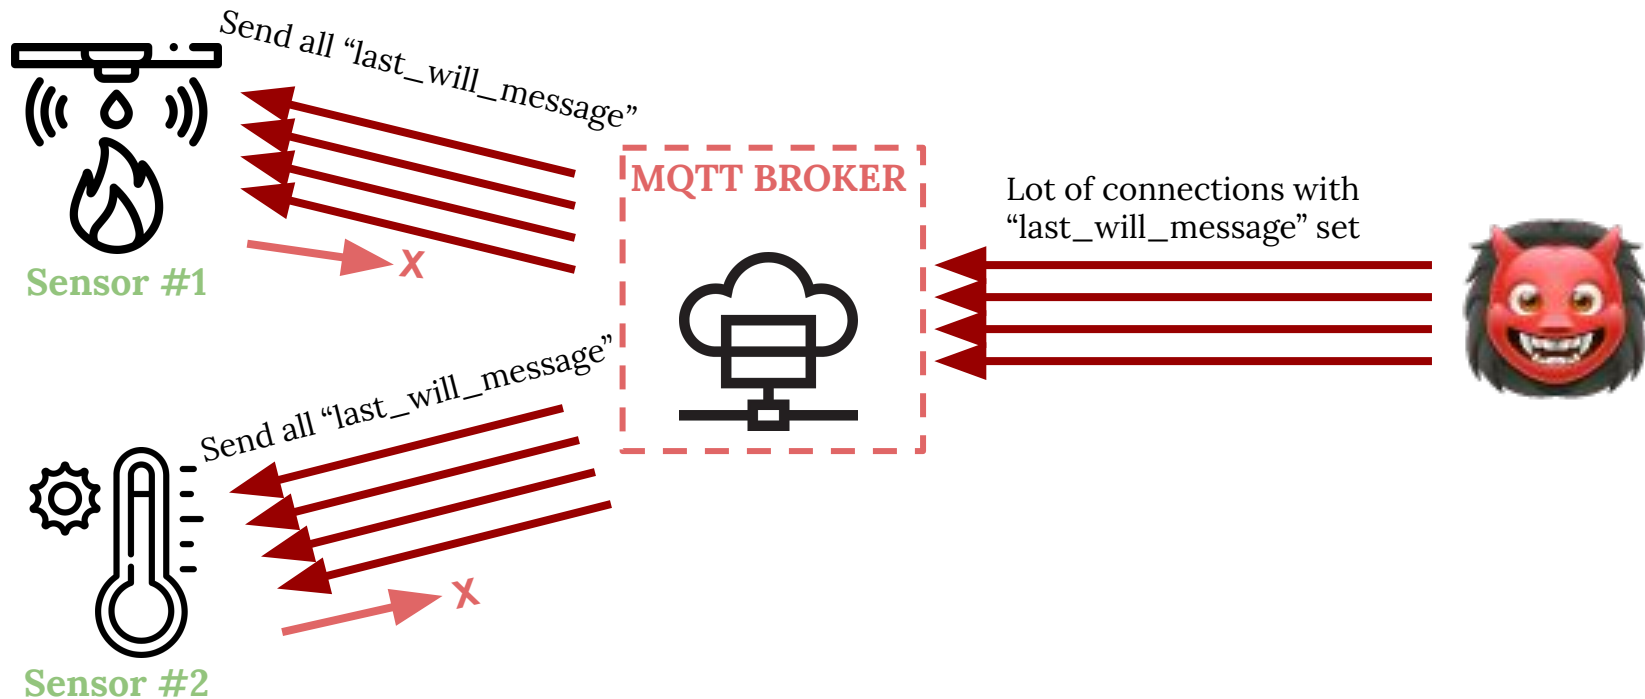 Send all “last_will_message”
MQTT BROKER
Lot of connections with
“last_will_message” set
X
Sensor #1
Send all “last_will_message”
X
Sensor #2